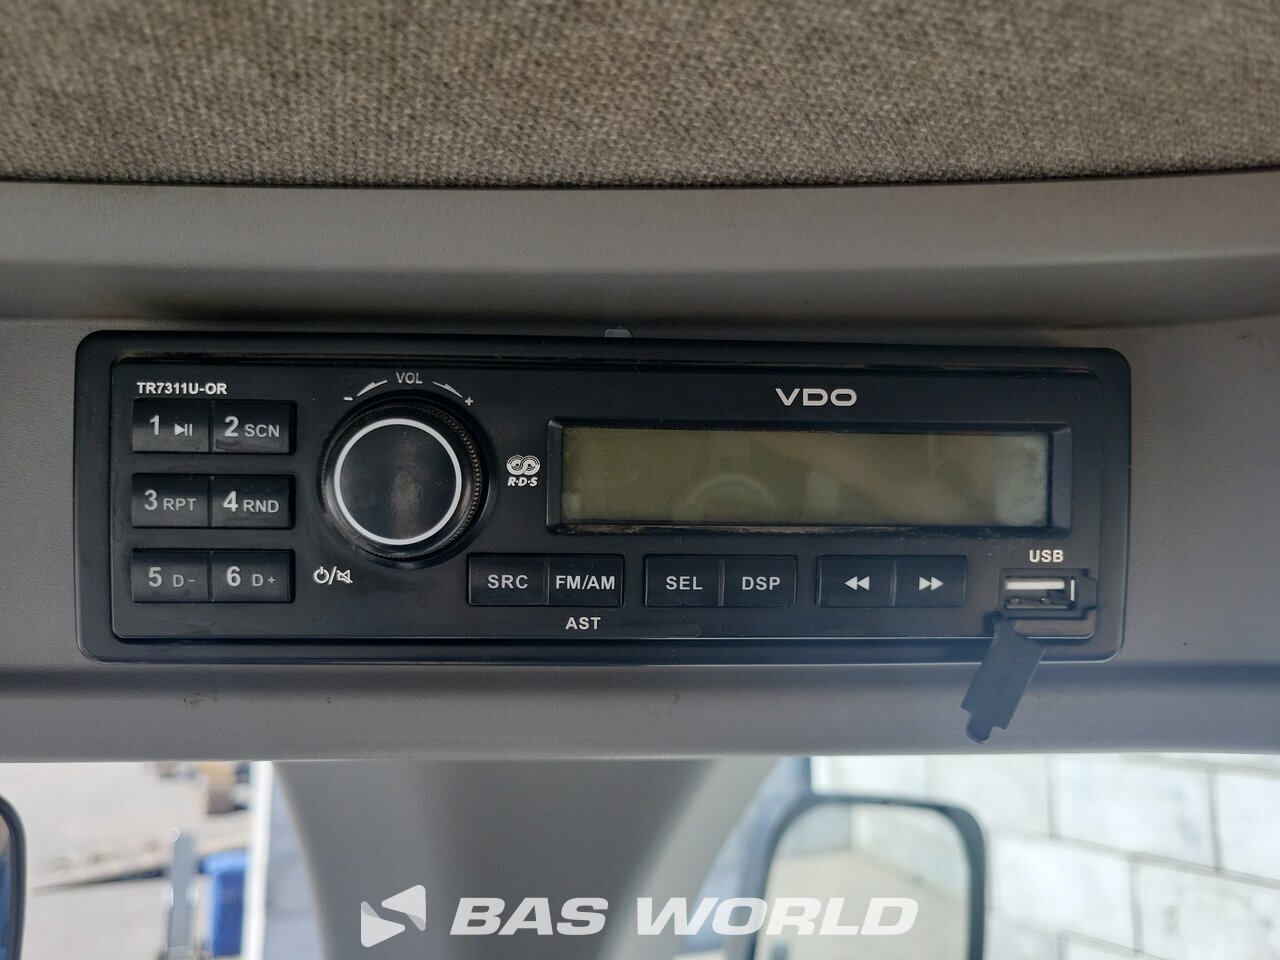 TR7311U-OR
VOL
- +
VDO
1 2 SCN
R·D·S
3 RPT 4 RND
5 D- 6 D+
USB
SRC FM/AM SEL DSP
AST
BAS WORLD